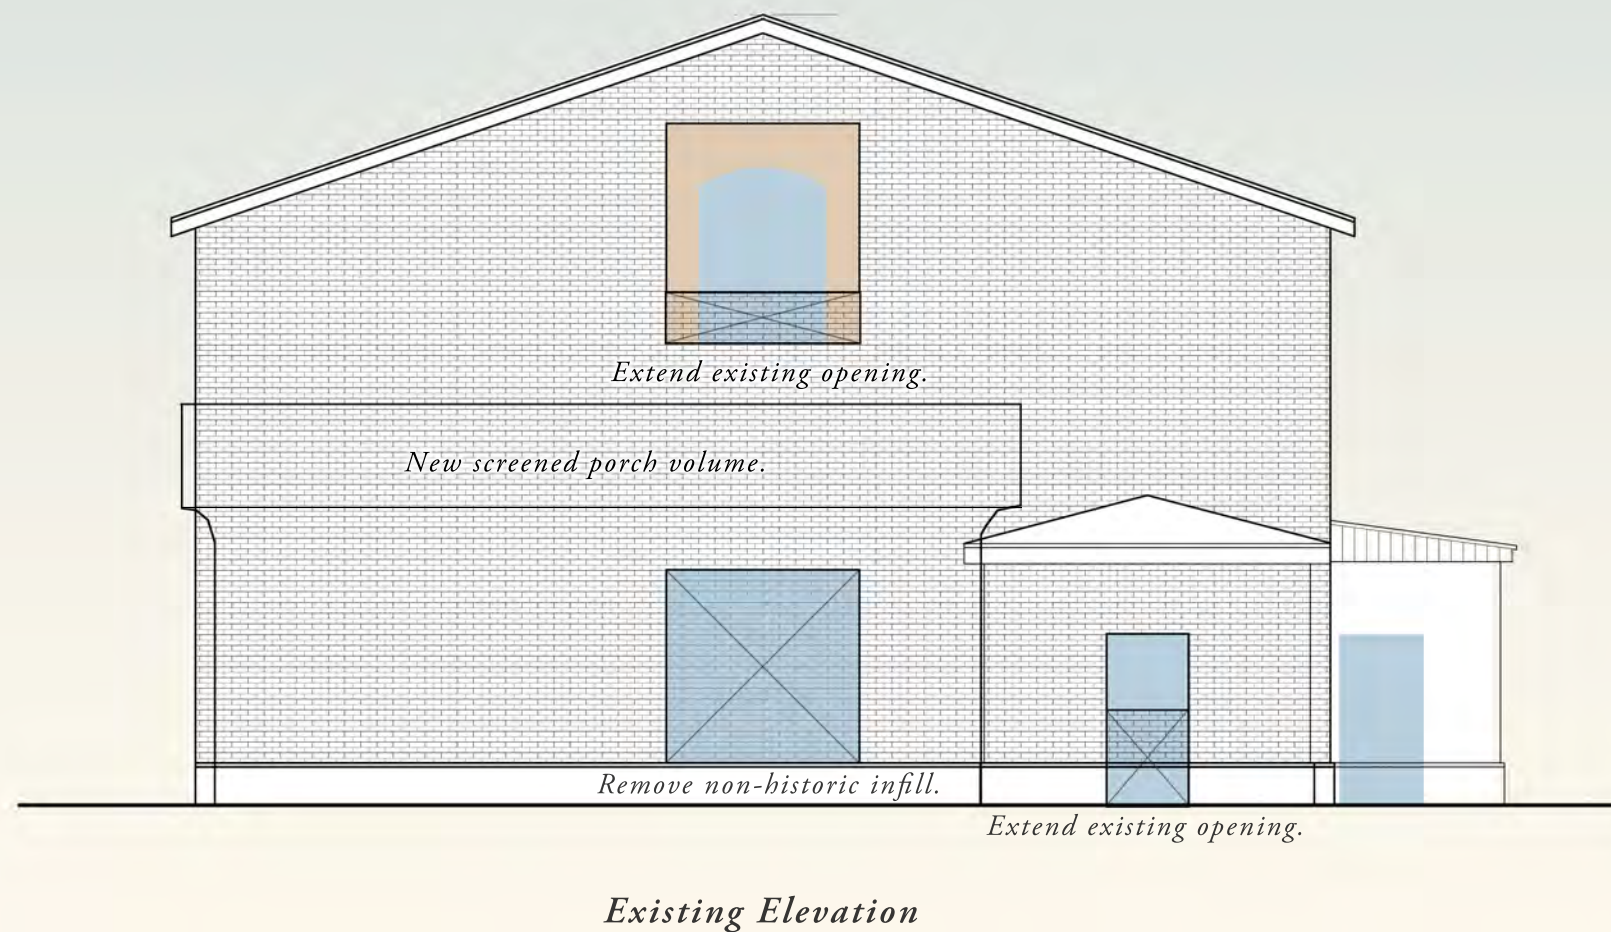 Extend existing opening.
New screened porch volume.
Remove non-historic infill.
Extend existing opening.
Existing Elevation